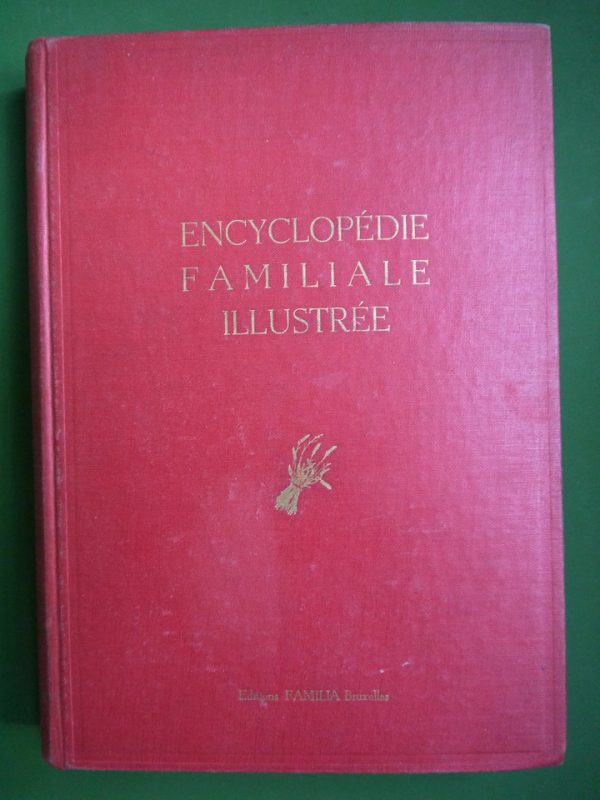 ENCYCLOPÉDIE
FAMILIALE
ILLUSTRÉE
Editions FAMILIA Bruxelles